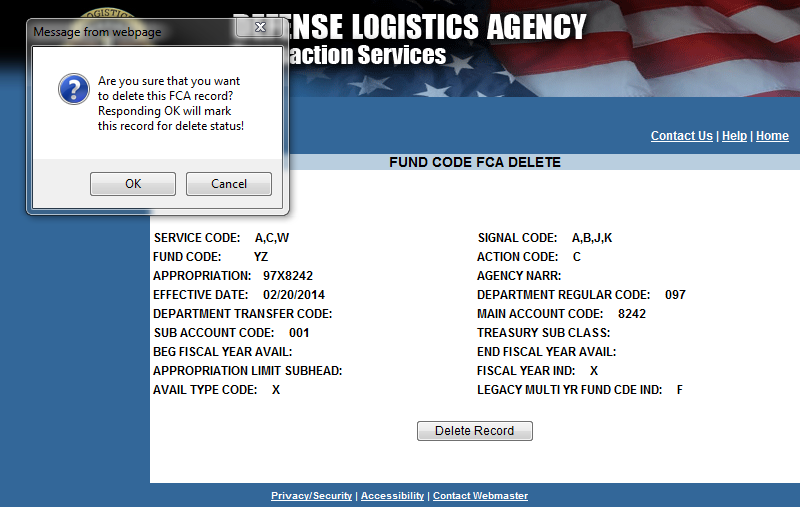 Message from webpage
Are you sure that you want
to delete this FCA record?
Responding OK will mark
this record for delete status!
OK Cancel
LOGISTICS AGENCY
action Services
Contact Us | Help | Home
FUND CODE FCA DELETE
SERVICE CODE: A,C,W SIGNAL CODE: A,B,J,K
FUND CODE: YZ ACTION CODE: C
APPROPRIATION: 97X8242 AGENCY NARR:
EFFECTIVE DATE: 02/20/2014 DEPARTMENT REGULAR CODE: 097
DEPARTMENT TRANSFER CODE: MAIN ACCOUNT CODE: 8242
SUB ACCOUNT CODE: 001 TREASURY SUB CLASS:
BEG FISCAL YEAR AVAIL: END FISCAL YEAR AVAIL:
APPROPRIATION LIMIT SUBHEAD: FISCAL YEAR IND: X
AVAIL TYPE CODE: X LEGACY MULTI YR FUND CDE IND: F
Delete Record
Privacy/Security | Accessibility | Contact Webmaster